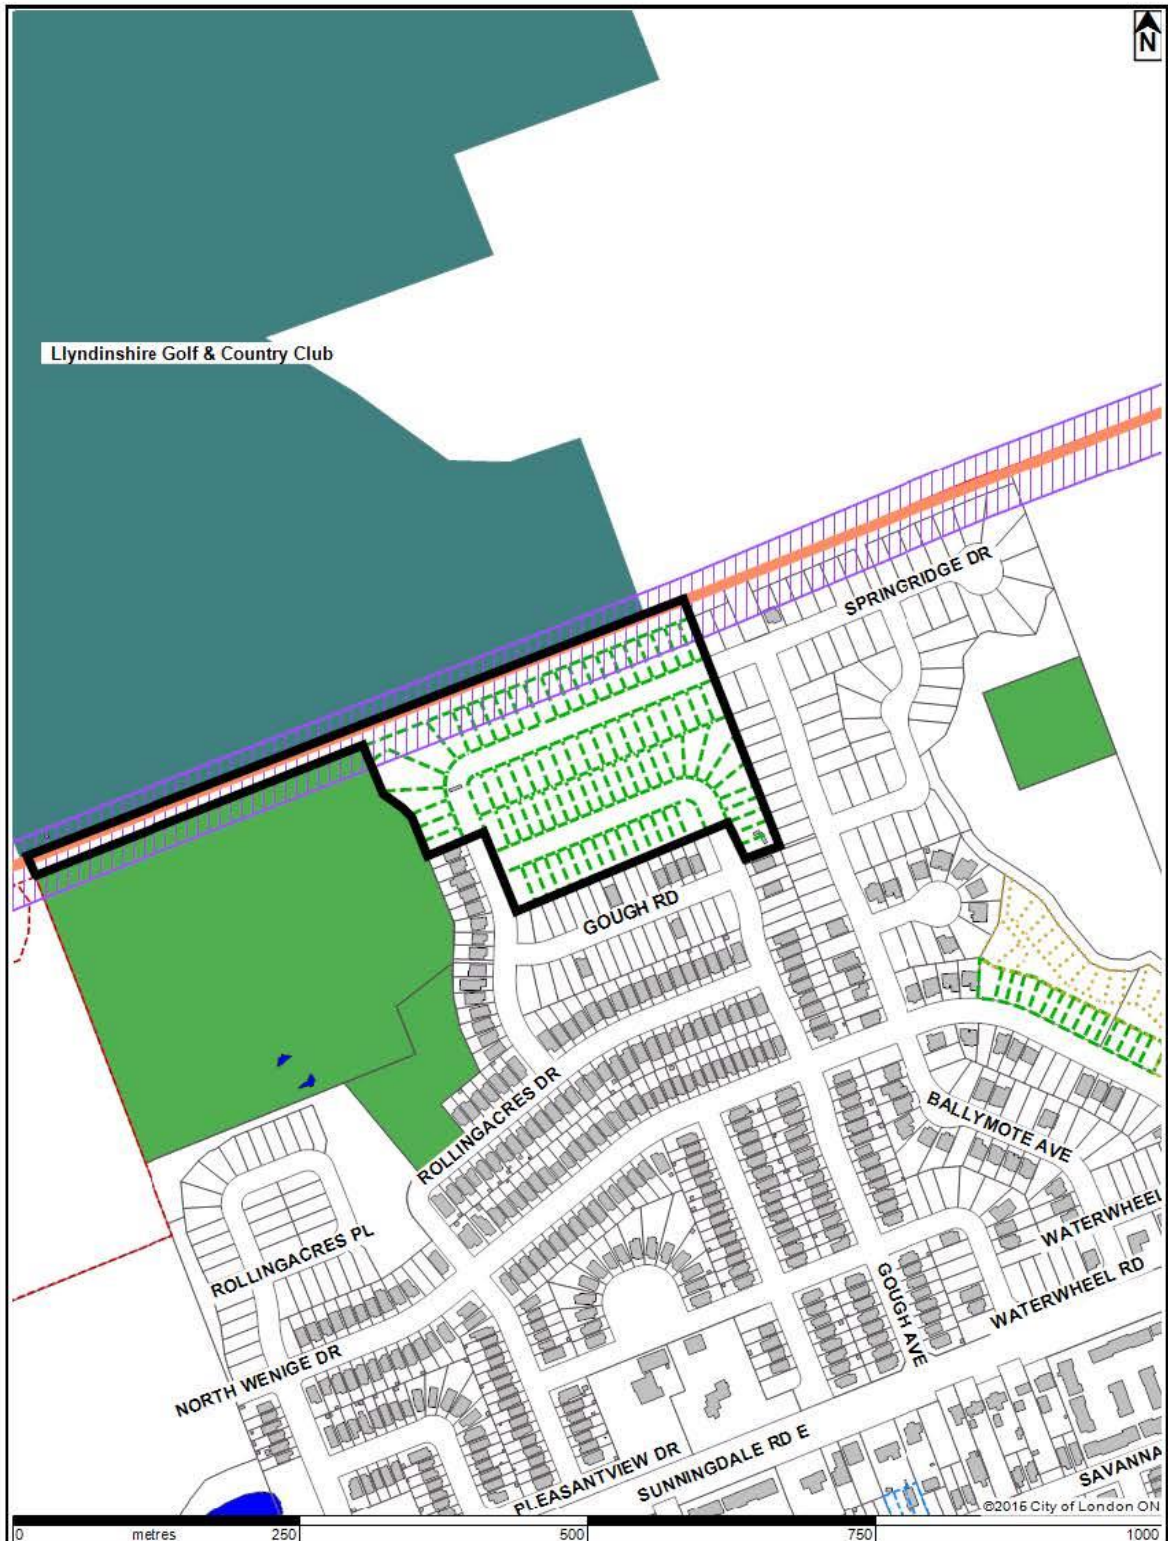 N
Llyndinshire Golf & Country Club
SPRINGRIDGE DR
GOUGH RD
ROLLINGACRES DR
BALLYMOTE AVE
WATERWHEEL
ROLLINGACRES PL
WATERWHEEL RD
GOUGH AVE
NORTH WENIGE DR
PLEASANTVIEW DR
SUNNINGDALE RD E
SAVANNA
©2016 City of London ON
0 metres 250 500 750 1000